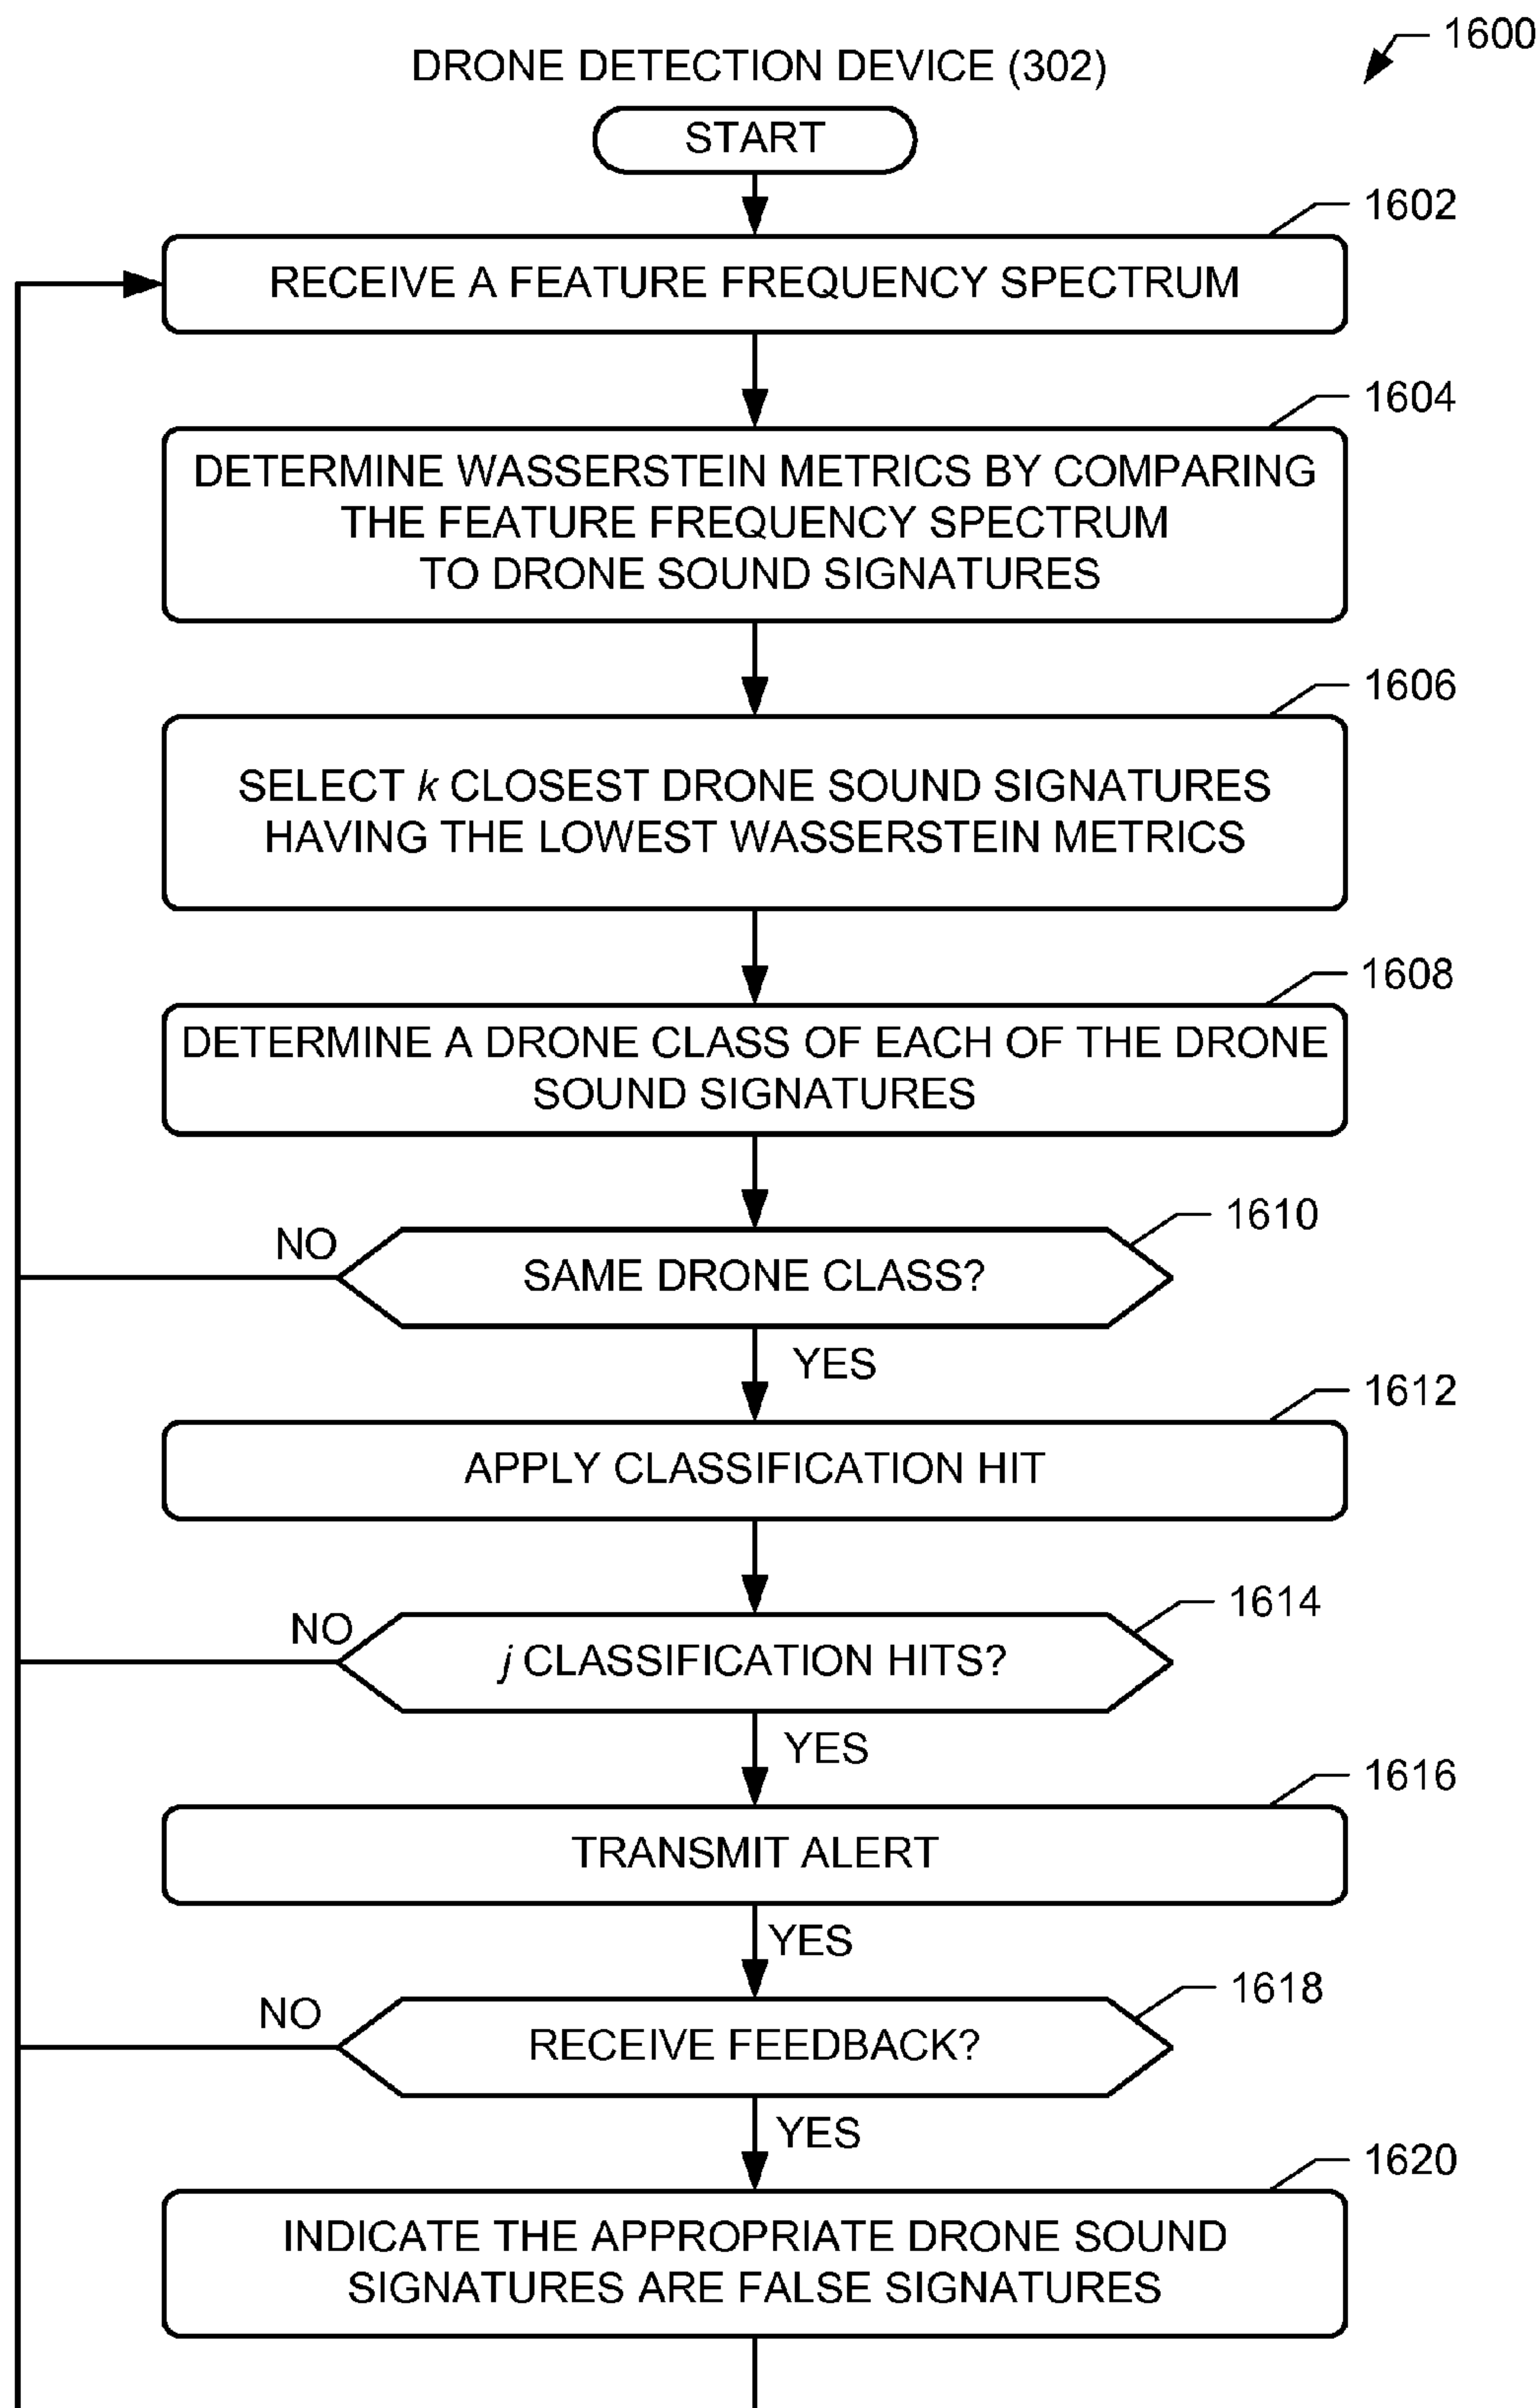 1600
DRONE DETECTION DEVICE (302)
START
1602
RECEIVE A FEATURE FREQUENCY SPECTRUM
1604
DETERMINE WASSERSTEIN METRICS BY COMPARING
THE FEATURE FREQUENCY SPECTRUM
TO DRONE SOUND SIGNATURES
1606
SELECT k CLOSEST DRONE SOUND SIGNATURES
HAVING THE LOWEST WASSERSTEIN METRICS
1608
DETERMINE A DRONE CLASS OF EACH OF THE DRONE
SOUND SIGNATURES
1610
NO
SAME DRONE CLASS?
YES
1612
APPLY CLASSIFICATION HIT
1614
NO
j CLASSIFICATION HITS?
YES
1616
TRANSMIT ALERT
YES
1618
NO
RECEIVE FEEDBACK?
YES
1620
INDICATE THE APPROPRIATE DRONE SOUND
SIGNATURES ARE FALSE SIGNATURES